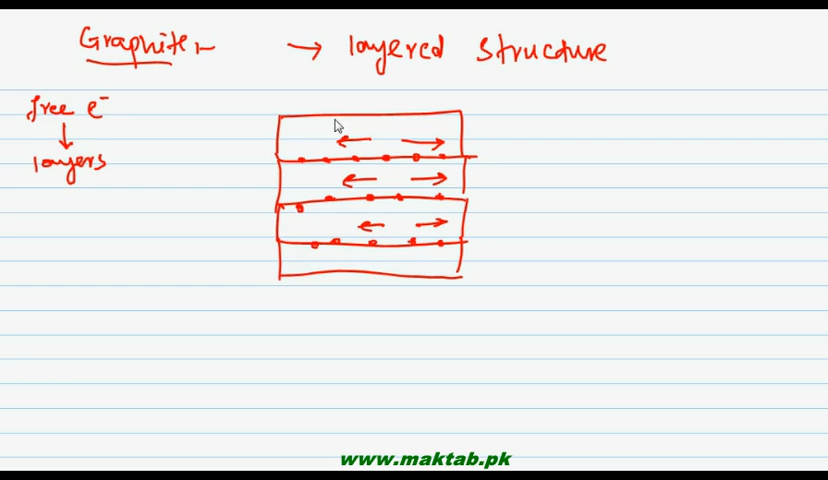 Graphite :-
→ layered structure
free e⁻
↓
layers
www.maktab.pk